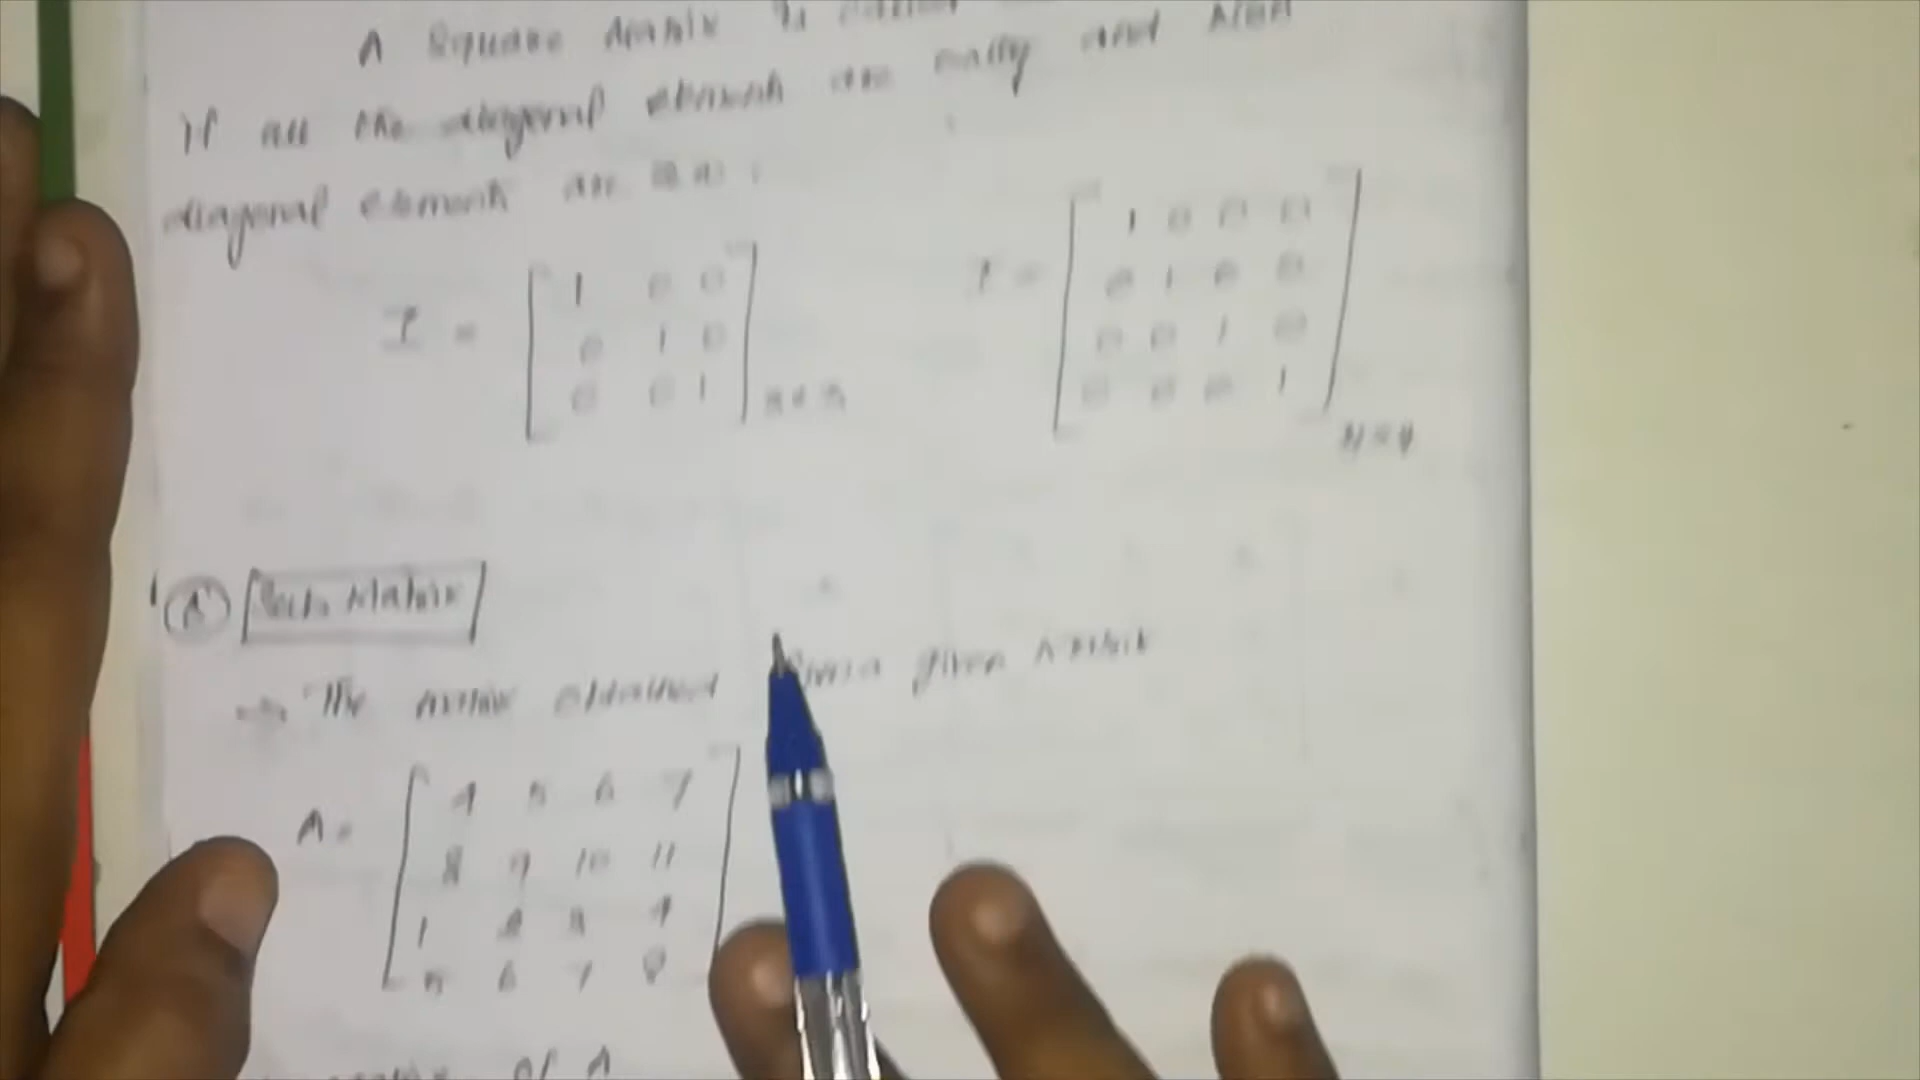 A Square Matrix is called
if all the diagonal elements are unity and Non
diagonal elements are
I = [ 1 0 0
0 1 0
0 0 1 ] 3 × 3
I = [ 1 0 0 0
0 1 0 0
0 0 1 0
0 0 0 1 ] 4 × 4
Matrix
→ The matrix obtained given Matrix
A = [ 4 5 6 7
8 9 10 11
1 2 3 4
5 6 7 8 ]
of A